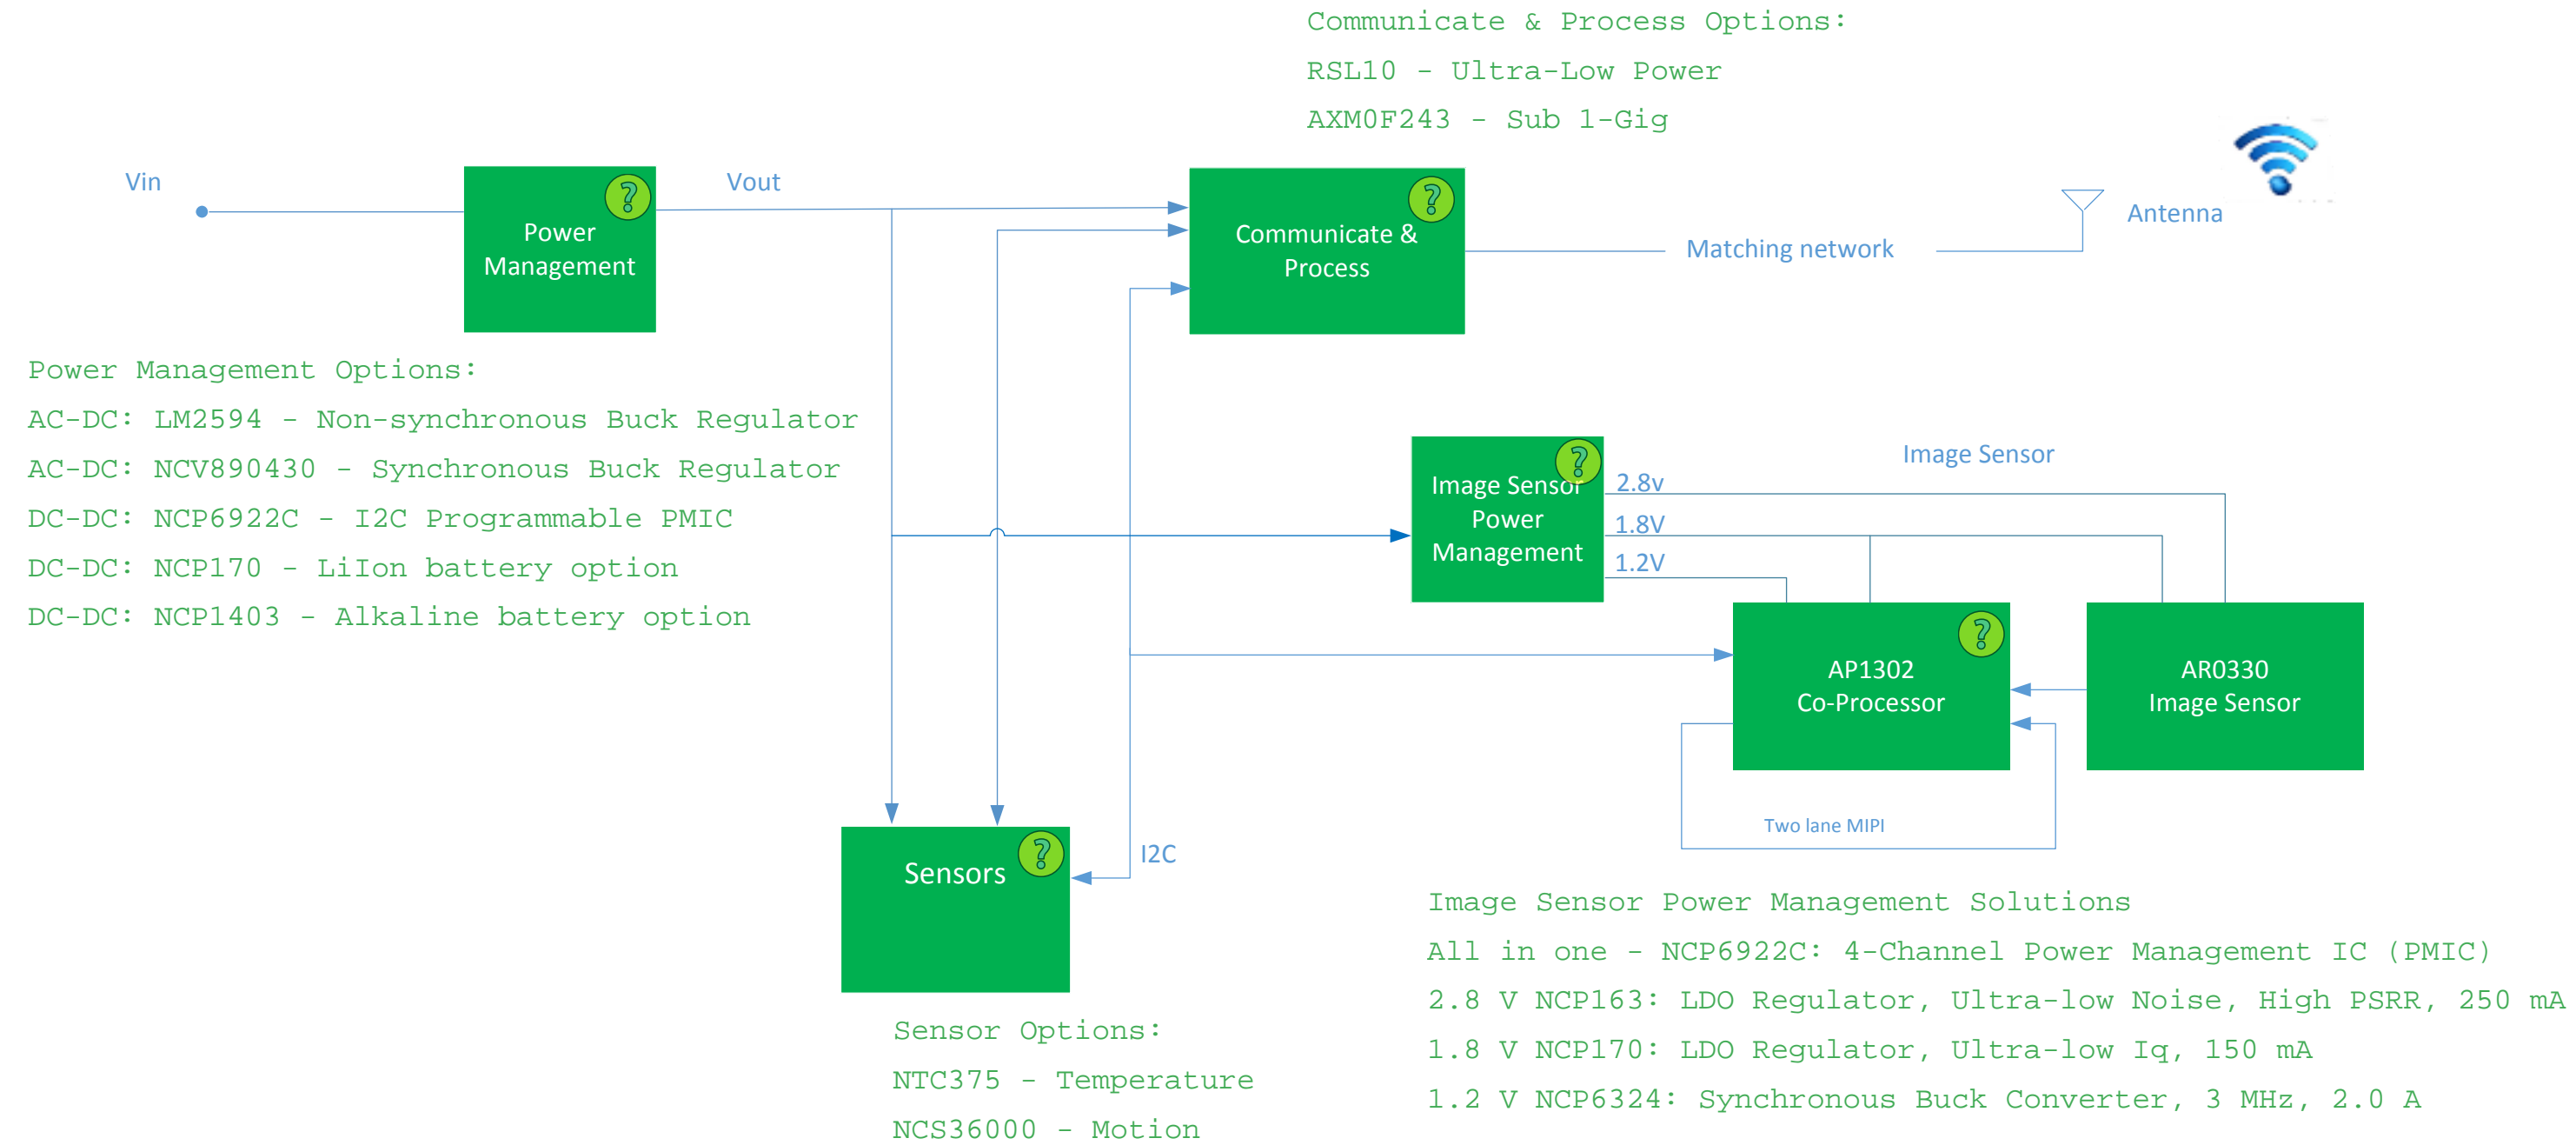 Communicate & Process Options:
RSL10 - Ultra-Low Power
AXM0F243 - Sub 1-Gig
Vin
?
Power
Management
Vout
?
Communicate &
Process
Matching network
Antenna
Power Management Options:
AC-DC: LM2594 - Non-synchronous Buck Regulator
AC-DC: NCV890430 - Synchronous Buck Regulator
DC-DC: NCP6922C - I2C Programmable PMIC
DC-DC: NCP170 - LiIon battery option
DC-DC: NCP1403 - Alkaline battery option
?
Image Sensor
Power
Management
2.8v
1.8V
1.2V
Image Sensor
?
AP1302
Co-Processor
AR0330
Image Sensor
Two lane MIPI
?
Sensors
I2C
Sensor Options:
NTC375 - Temperature
NCS36000 - Motion
Image Sensor Power Management Solutions
All in one - NCP6922C: 4-Channel Power Management IC (PMIC)
2.8 V NCP163: LDO Regulator, Ultra-low Noise, High PSRR, 250 mA
1.8 V NCP170: LDO Regulator, Ultra-low Iq, 150 mA
1.2 V NCP6324: Synchronous Buck Converter, 3 MHz, 2.0 A